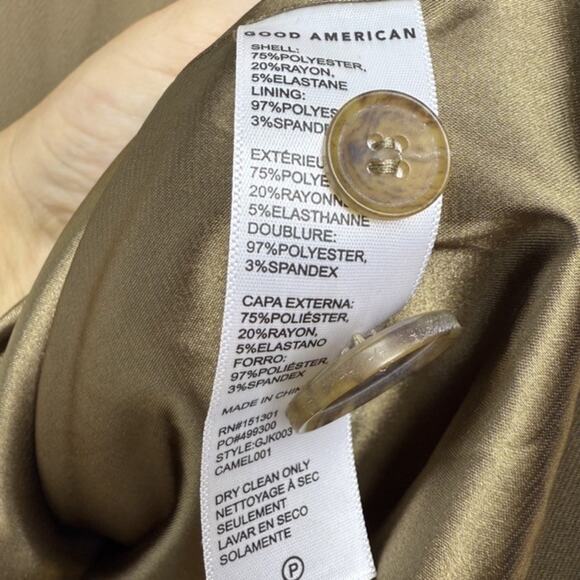 GOOD AMERICAN
SHELL:
75%POLYESTER,
20%RAYON,
5%ELASTANE
LINING:
97%POLYES
3%SPANDE
EXTÉRIEU
75%POLYE
20%RAYONN
5%ELASTHANNE
DOUBLURE:
97%POLYESTER,
3%SPANDEX
CAPA EXTERNA:
75%POLIÉSTER,
20%RAYON,
5%ELASTANO
FORRO:
97%POLIÉSTER,
3%SPANDEX
MADE IN CHIN
RN#151301
PO#499300
STYLE:GJK003
CAMEL001
DRY CLEAN ONLY
NETTOYAGE À SEC
SEULEMENT
LAVAR EN SECO
SOLAMENTE
P